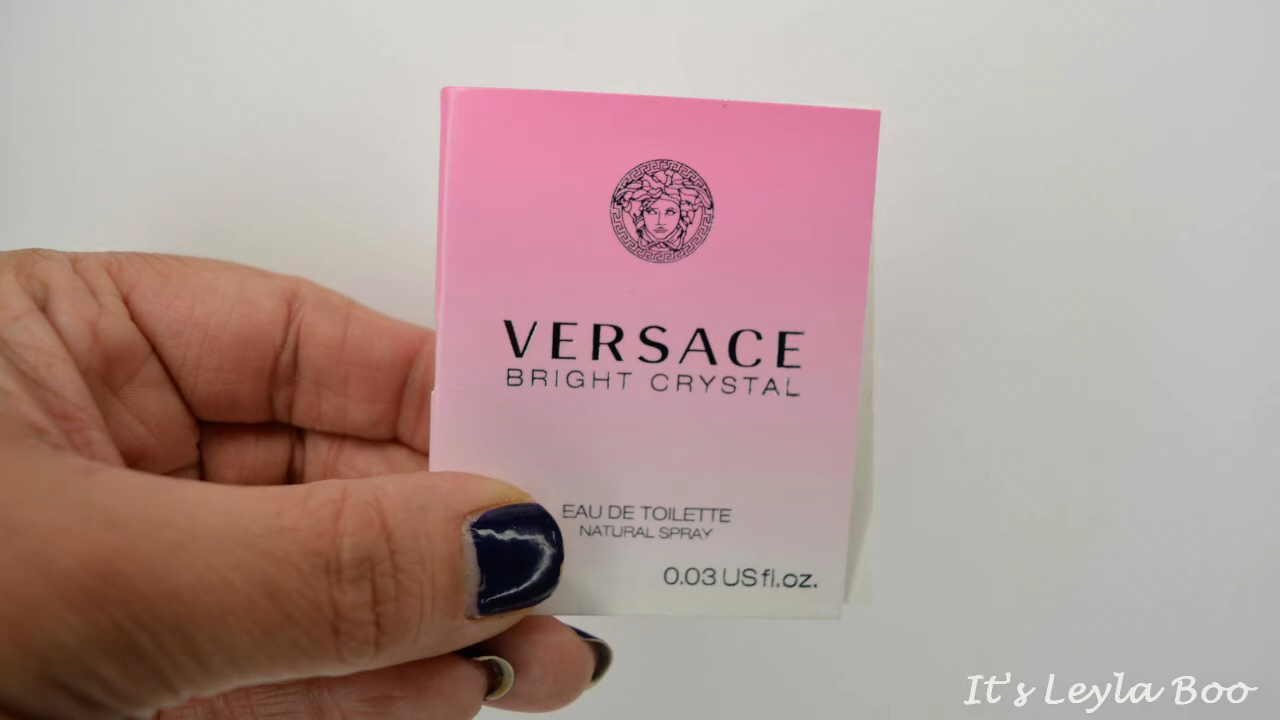 VERSACE
BRIGHT CRYSTAL
EAU DE TOILETTE
NATURAL SPRAY
0.03 US fl.oz.
It's Leyla Boo